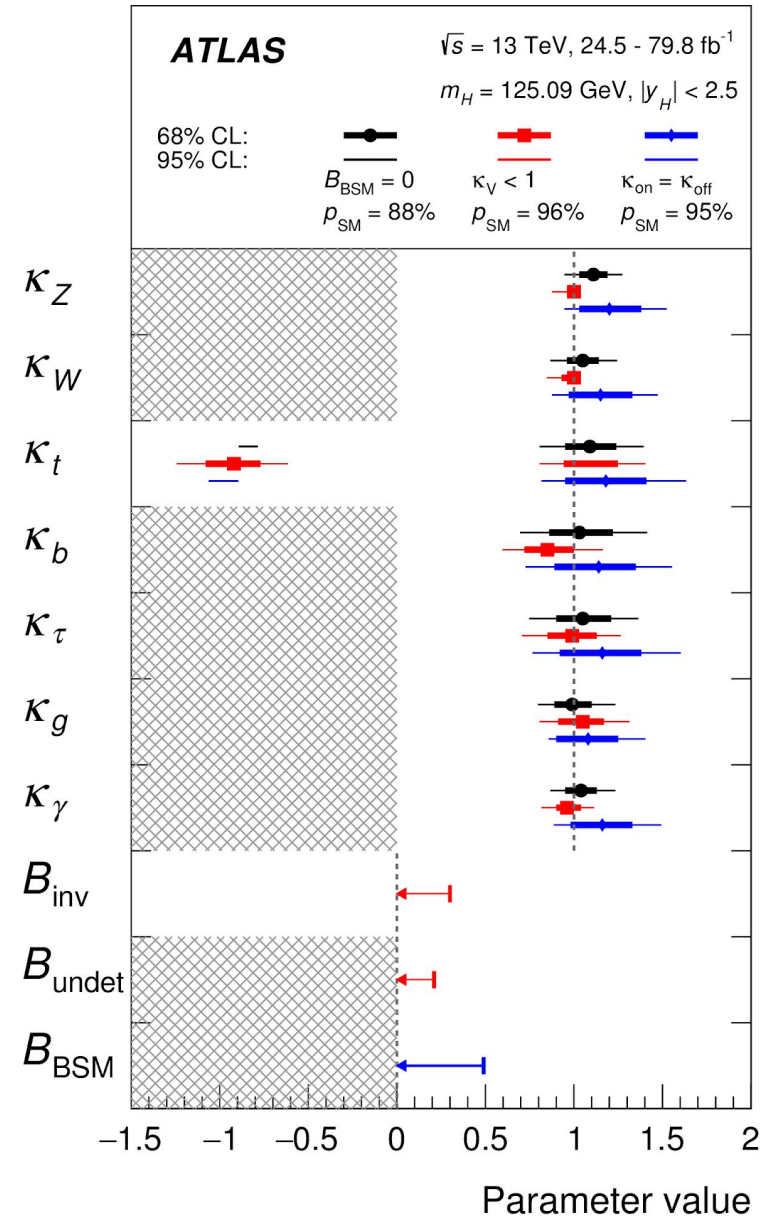 ATLAS
√s = 13 TeV, 24.5 - 79.8 fb⁻¹
m_H = 125.09 GeV, |y_H| < 2.5
68% CL:
95% CL:
B_BSM = 0 κ_V < 1 κ_on = κ_off
p_SM = 88% p_SM = 96% p_SM = 95%
κ_Z
κ_W
κ_t
κ_b
κ_τ
κ_g
κ_γ
B_inv
B_undet
B_BSM
−1.5 −1 −0.5 0 0.5 1 1.5 2
Parameter value